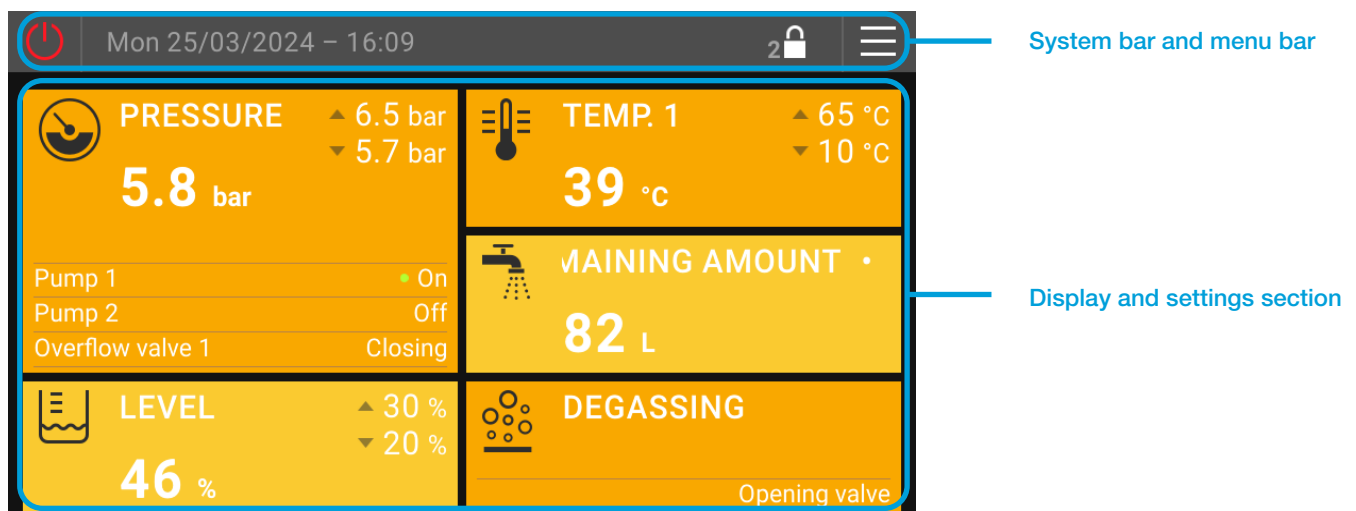 Mon 25/03/2024 – 16:09
2
System bar and menu bar
PRESSURE
▲ 6.5 bar
▼ 5.7 bar
5.8 bar
Pump 1 • On
Pump 2 Off
Overflow valve 1 Closing
TEMP. 1
▲ 65 °C
▼ 10 °C
39 °C
MAINING AMOUNT •
82 L
Display and settings section
LEVEL
▲ 30 %
▼ 20 %
46 %
DEGASSING
Opening valve